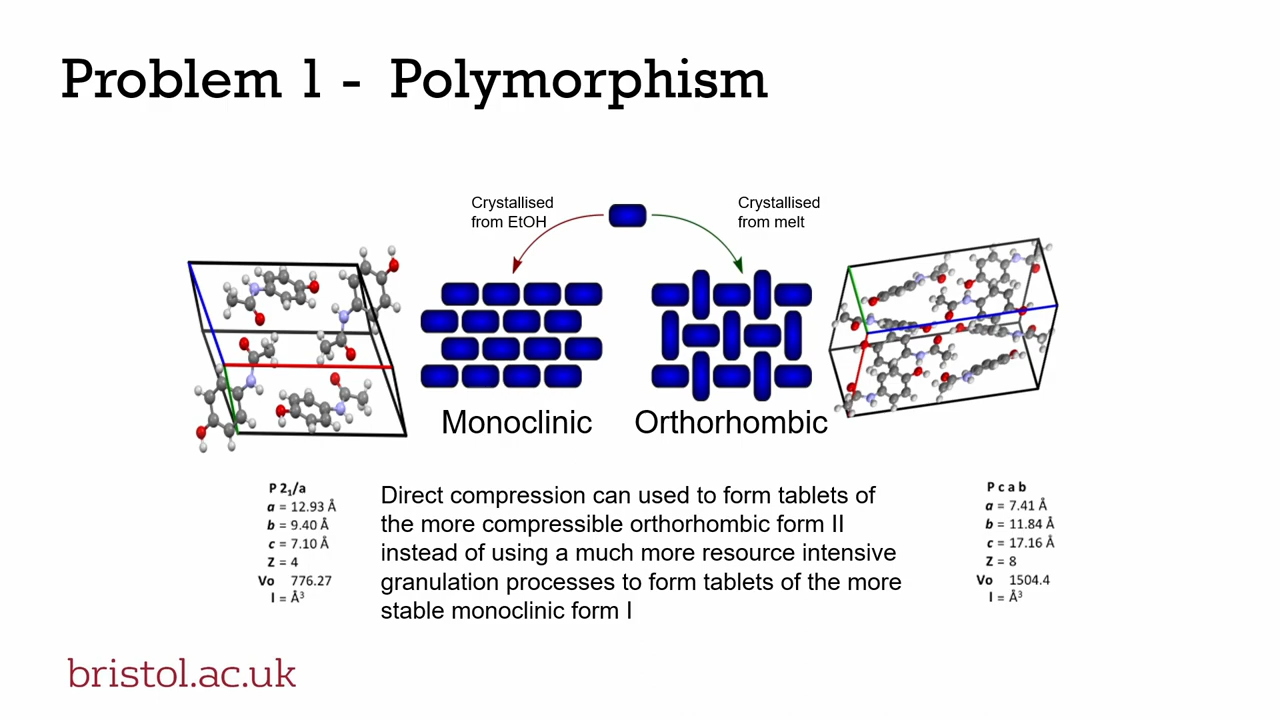 Problem 1 - Polymorphism
Crystallised
from EtOH
Crystallised
from melt
Monoclinic
Orthorhombic
P 2₁/a
a = 12.93 Å
b = 9.40 Å
c = 7.10 Å
Z = 4
Vo 776.27
l = Å³
Direct compression can used to form tablets of
the more compressible orthorhombic form II
instead of using a much more resource intensive
granulation processes to form tablets of the more
stable monoclinic form I
P c a b
a = 7.41 Å
b = 11.84 Å
c = 17.16 Å
Z = 8
Vo 1504.4
l = Å³
bristol.ac.uk